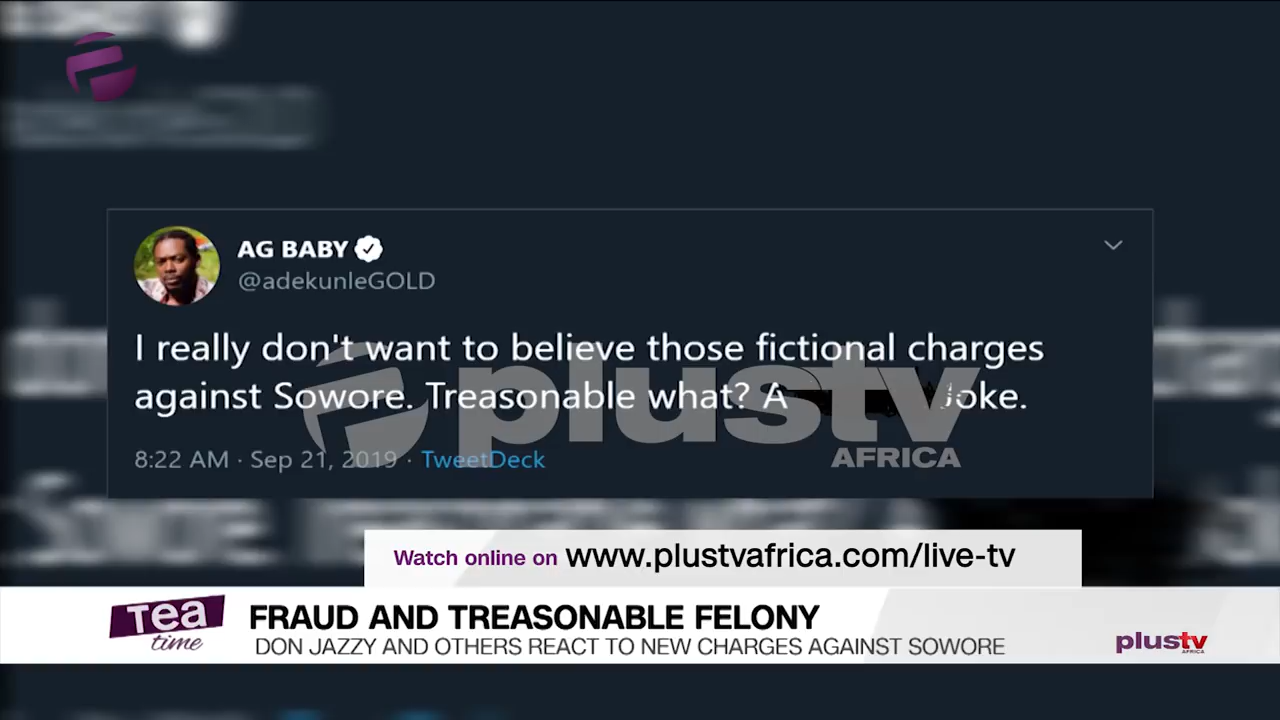 AG BABY
@adekunleGOLD
I really don't want to believe those fictional charges
against Sowore. Treasonable what? A Joke.
8:22 AM · Sep 21, 2019 · TweetDeck
plustv
AFRICA
Watch online on www.plustvafrica.com/live-tv
Tea
time
FRAUD AND TREASONABLE FELONY
DON JAZZY AND OTHERS REACT TO NEW CHARGES AGAINST SOWORE
plustv
AFRICA